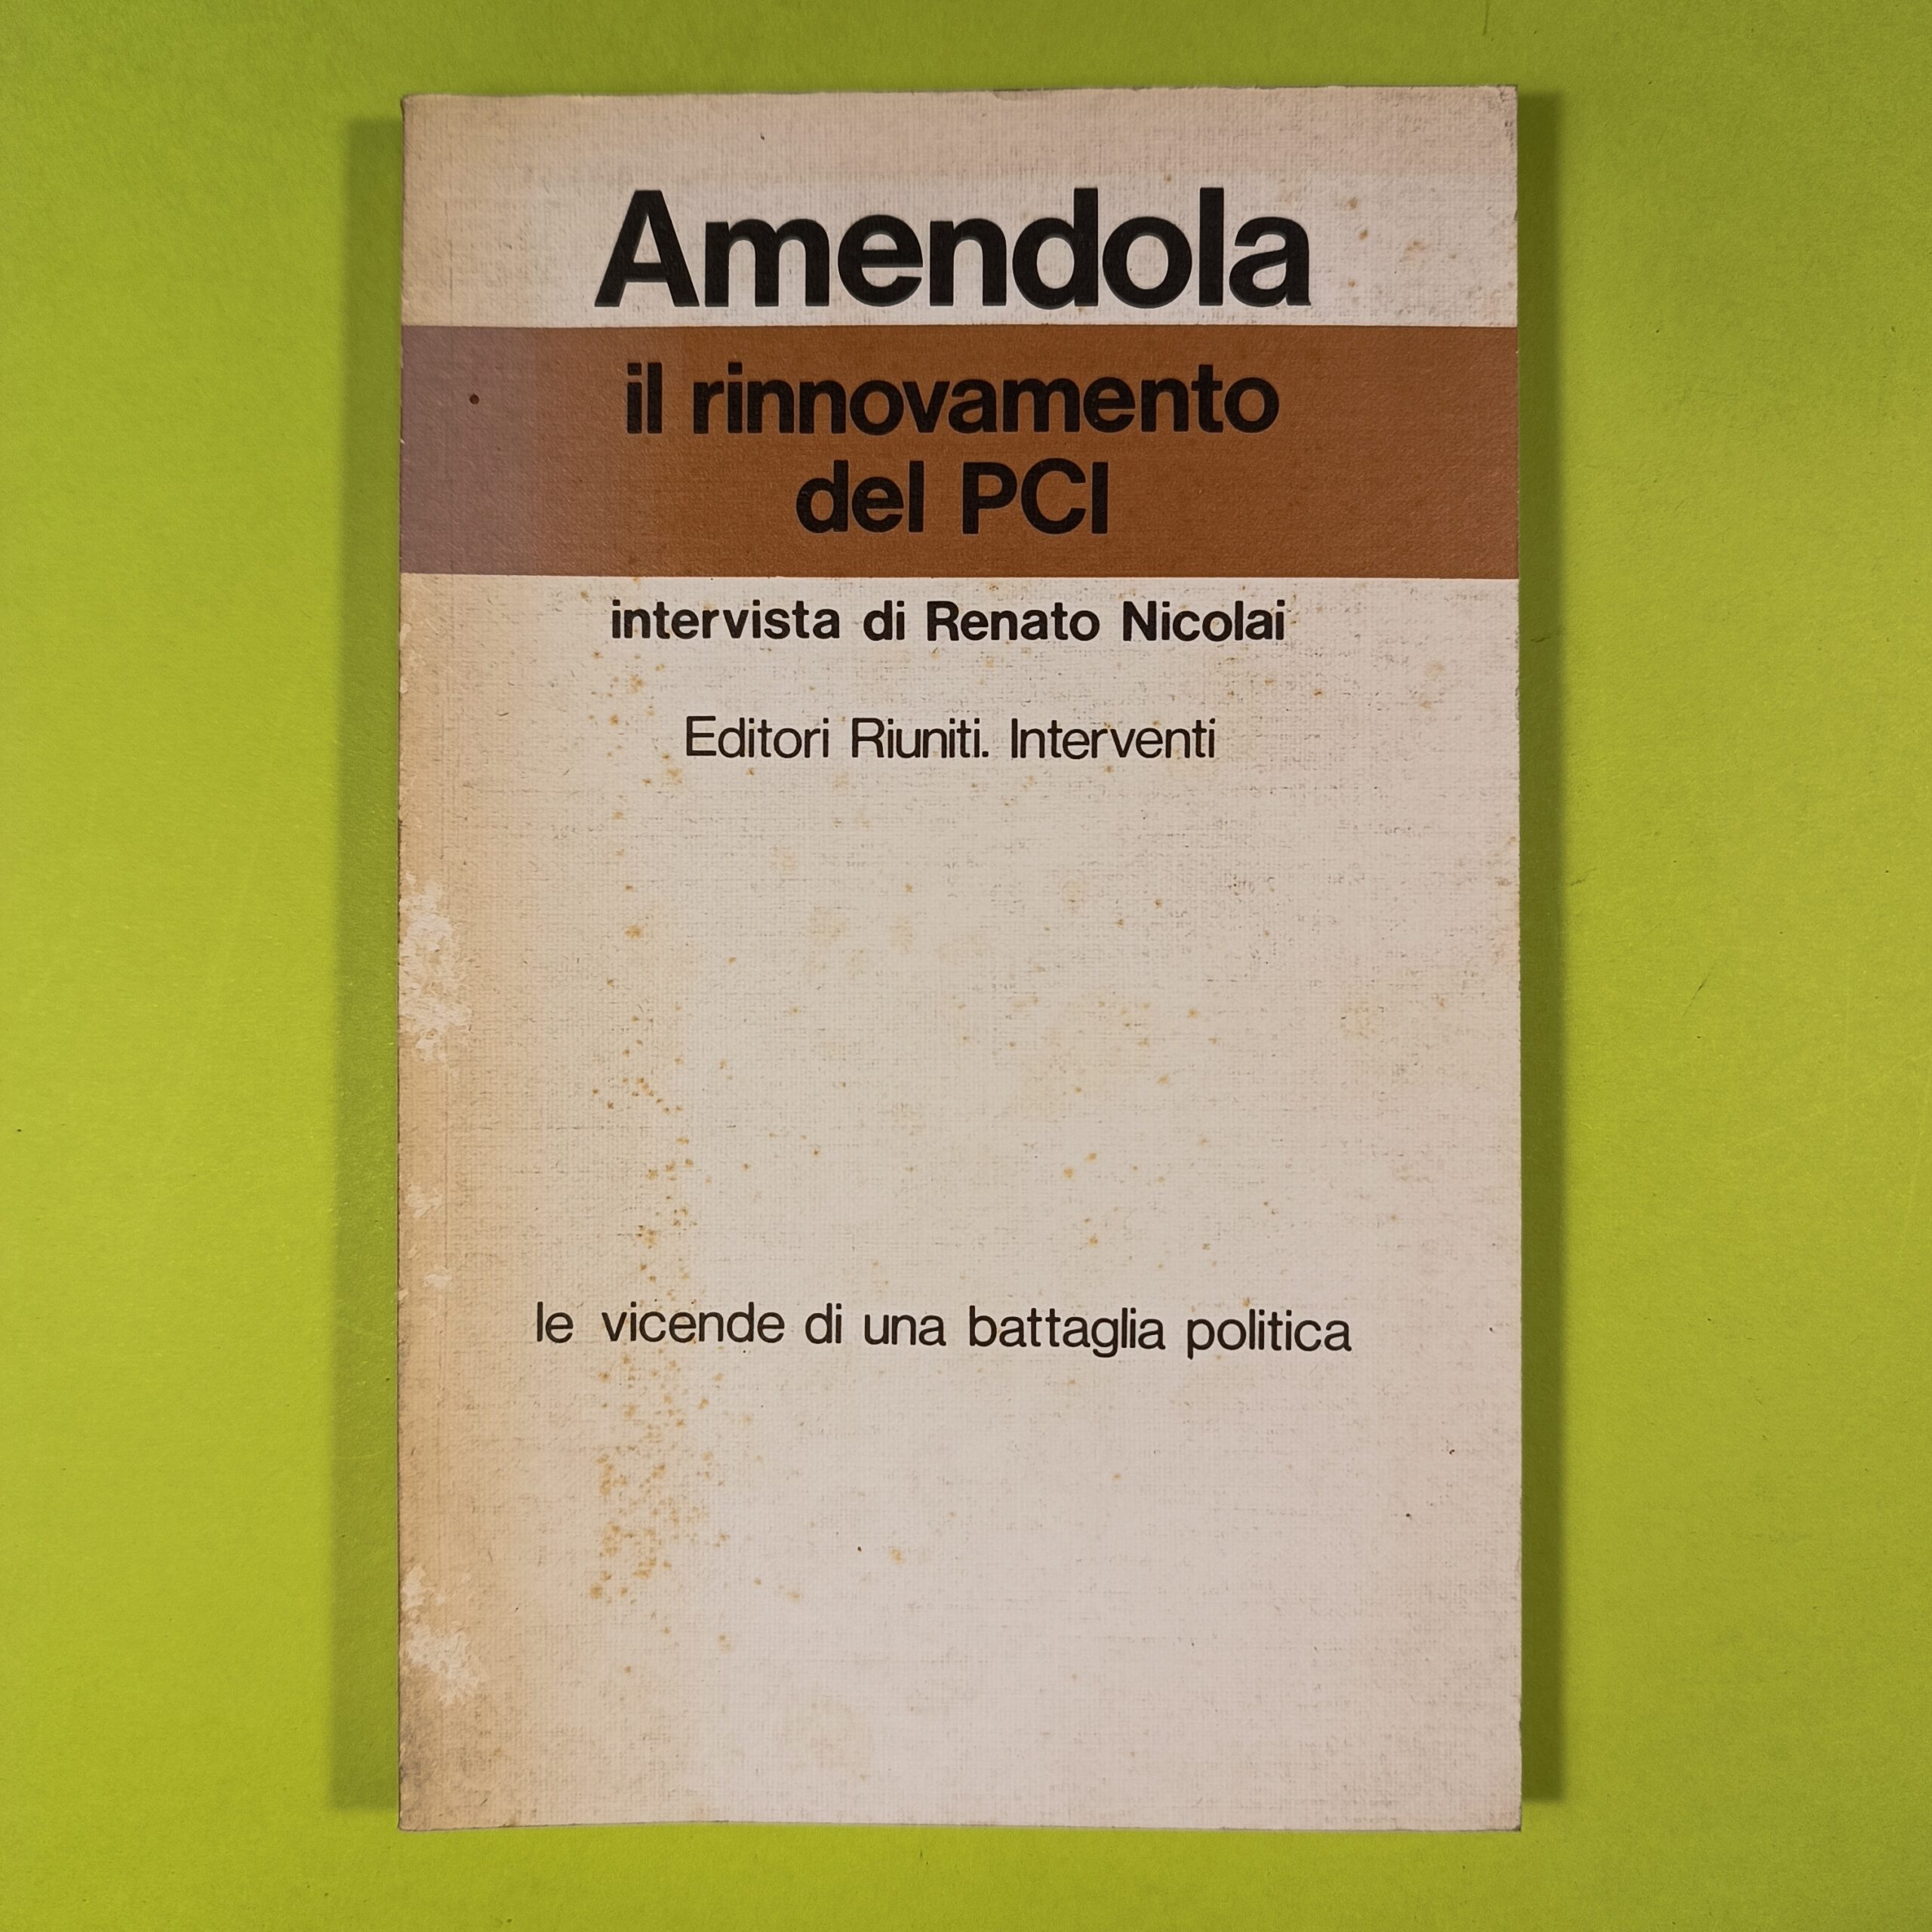 Amendola
il rinnovamento
del PCI
intervista di Renato Nicolai
Editori Riuniti. Interventi
le vicende di una battaglia politica